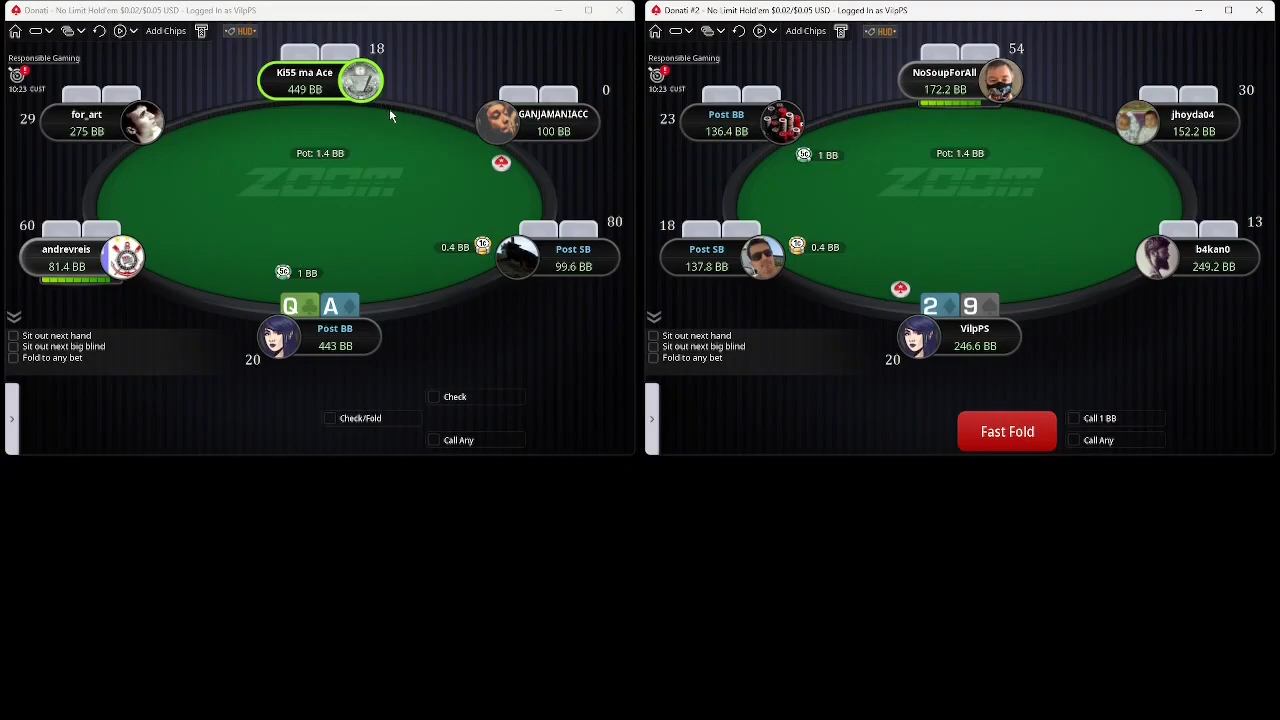 Donati - No Limit Hold'em $0.02/$0.05 USD - Logged In as VilpPS
Add Chips
HUD
Responsible Gaming
10:23 CUST
18
Ki55 ma Ace
449 BB
0
GANJAMANIACC
100 BB
29
for_art
275 BB
Pot: 1.4 BB
ZOOM
60
andrevreis
81.4 BB
80
Post SB
99.6 BB
0.4 BB
1 BB
Q A
Post BB
443 BB
20
Sit out next hand
Sit out next big blind
Fold to any bet
Check
Check/Fold
Call Any
Donati #2 - No Limit Hold'em $0.02/$0.05 USD - Logged In as VilpPS
Add Chips
HUD
Responsible Gaming
10:23 CUST
54
NoSoupForAll
172.2 BB
30
jhoyda04
152.2 BB
23
Post BB
136.4 BB
1 BB
Pot: 1.4 BB
ZOOM
18
Post SB
137.8 BB
0.4 BB
13
b4kan0
249.2 BB
2 9
VilpPS
246.6 BB
20
Sit out next hand
Sit out next big blind
Fold to any bet
Fast Fold
Call 1 BB
Call Any